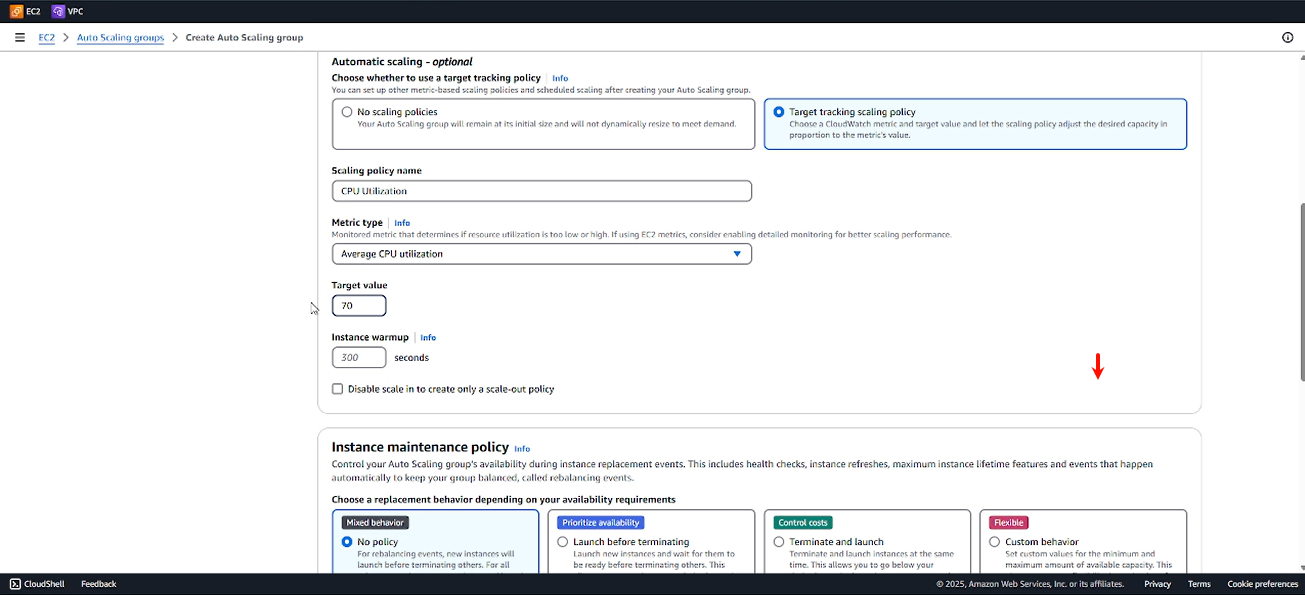 EC2 VPC
EC2 > Auto Scaling groups > Create Auto Scaling group
Automatic scaling - optional
Choose whether to use a target tracking policy | Info
You can set up other metric-based scaling policies and scheduled scaling after creating your Auto Scaling group.
No scaling policies
Your Auto Scaling group will remain at its initial size and will not dynamically resize to meet demand.
Target tracking scaling policy
Choose a CloudWatch metric and target value and let the scaling policy adjust the desired capacity in
proportion to the metric's value.
Scaling policy name
CPU Utilization
Metric type | Info
Monitored metric that determines if resource utilization is too low or high. If using EC2 metrics, consider enabling detailed monitoring for better scaling performance.
Average CPU utilization
Target value
70
Instance warmup | Info
300 seconds
Disable scale in to create only a scale-out policy
Instance maintenance policy Info
Control your Auto Scaling group's availability during instance replacement events. This includes health checks, instance refreshes, maximum instance lifetime features and events that happen
automatically to keep your group balanced, called rebalancing events.
Choose a replacement behavior depending on your availability requirements
Mixed behavior
No policy
For rebalancing events, new instances will
launch before terminating others. For all
Prioritize availability
Launch before terminating
Launch new instances and wait for them to
be ready before terminating others. This
Control costs
Terminate and launch
Terminate and launch instances at the same
time. This allows you to go below your
Flexible
Custom behavior
Set custom values for the minimum and
maximum amount of available capacity. This
CloudShell Feedback © 2025, Amazon Web Services, Inc. or its affiliates. Privacy Terms Cookie preferences